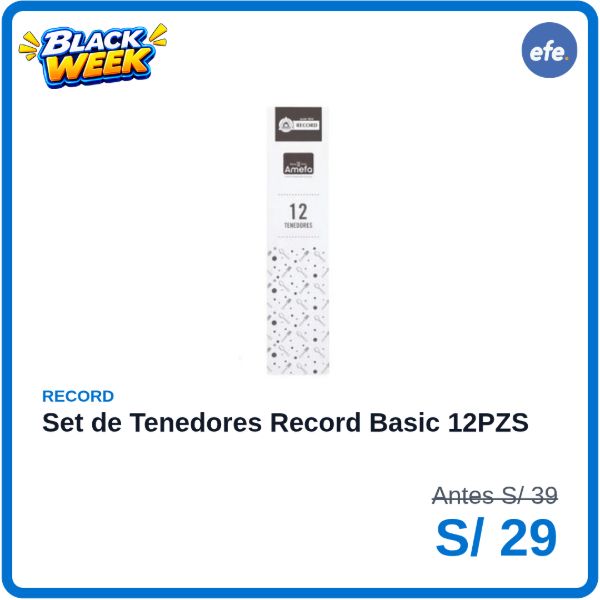 BLACK
WEEK
efe.
RECORD
Amefa
12
TENEDORES
RECORD
Set de Tenedores Record Basic 12PZS
Antes S/ 39
S/ 29